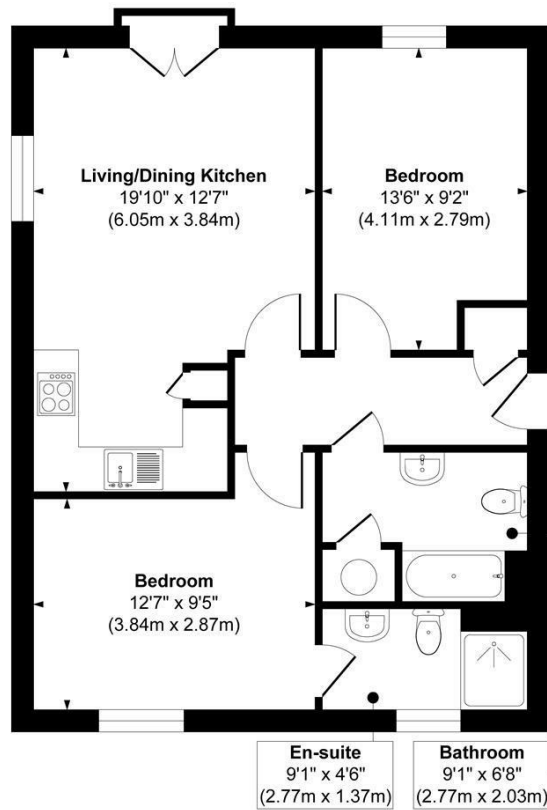 Living/Dining Kitchen
19'10" x 12'7"
(6.05m x 3.84m)
Bedroom
13'6" x 9'2"
(4.11m x 2.79m)
Bedroom
12'7" x 9'5"
(3.84m x 2.87m)
En-suite
9'1" x 4'6"
(2.77m x 1.37m)
Bathroom
9'1" x 6'8"
(2.77m x 2.03m)